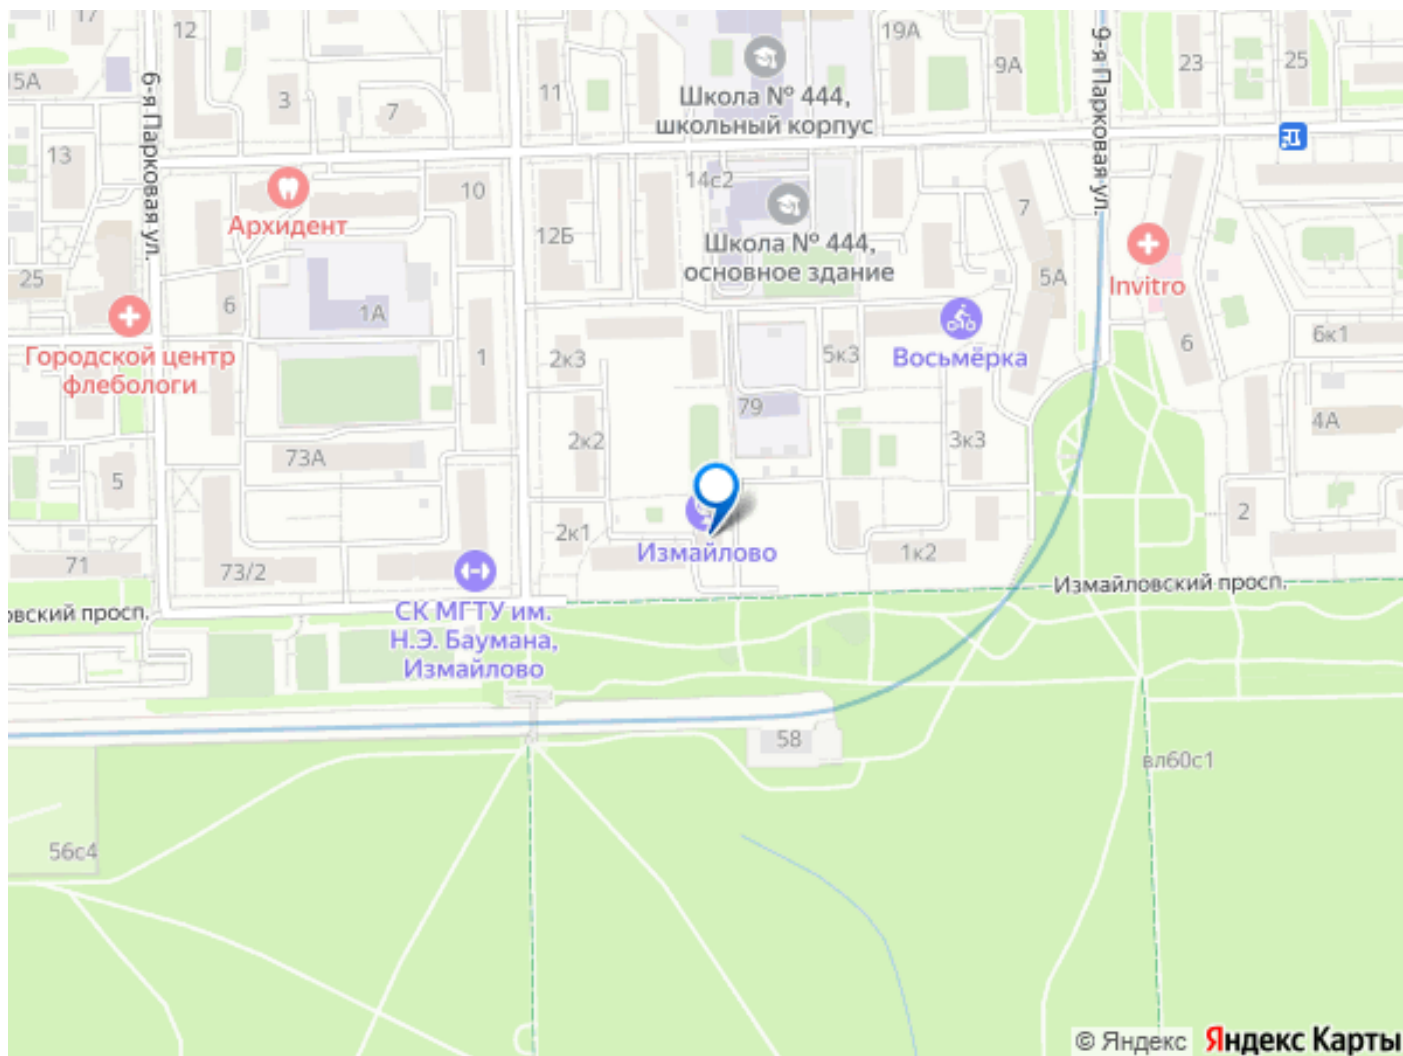 17
12
19А
9А
23
25
15А
3
7
11
Школа № 444,
школьный корпус
9-я Парковая ул.
6-я Парковая ул.
13
10
14с2
7
Архидент
12Б
Школа № 444,
основное здание
5А
Invitro
25
6
1А
Городской центр
флебологи
1
2к3
5к3
Восьмёрка
6
6к1
79
2к2
3к3
4А
73А
5
2
2к1
Измайлово
1к2
71
73/2
Измайловский просп.
овский просп.
СК МГТУ им.
Н.Э. Баумана,
Измайлово
58
вл60с1
56с4
© Яндекс Яндекс Карты